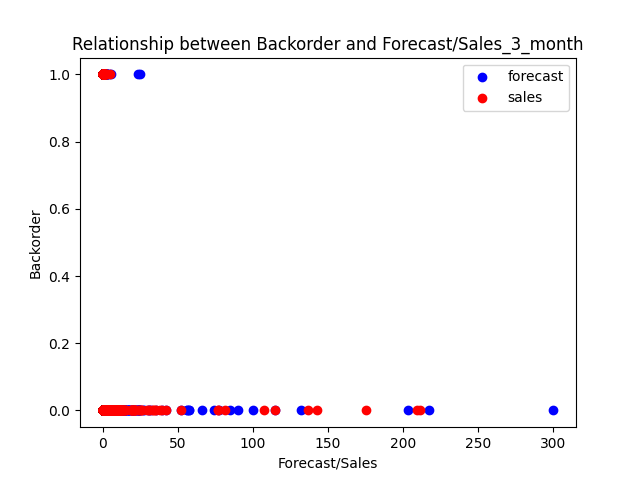 Relationship between Backorder and Forecast/Sales_3_month
forecast
sales
Backorder
1.0
0.8
0.6
0.4
0.2
0.0
0
50
100
150
200
250
300
Forecast/Sales